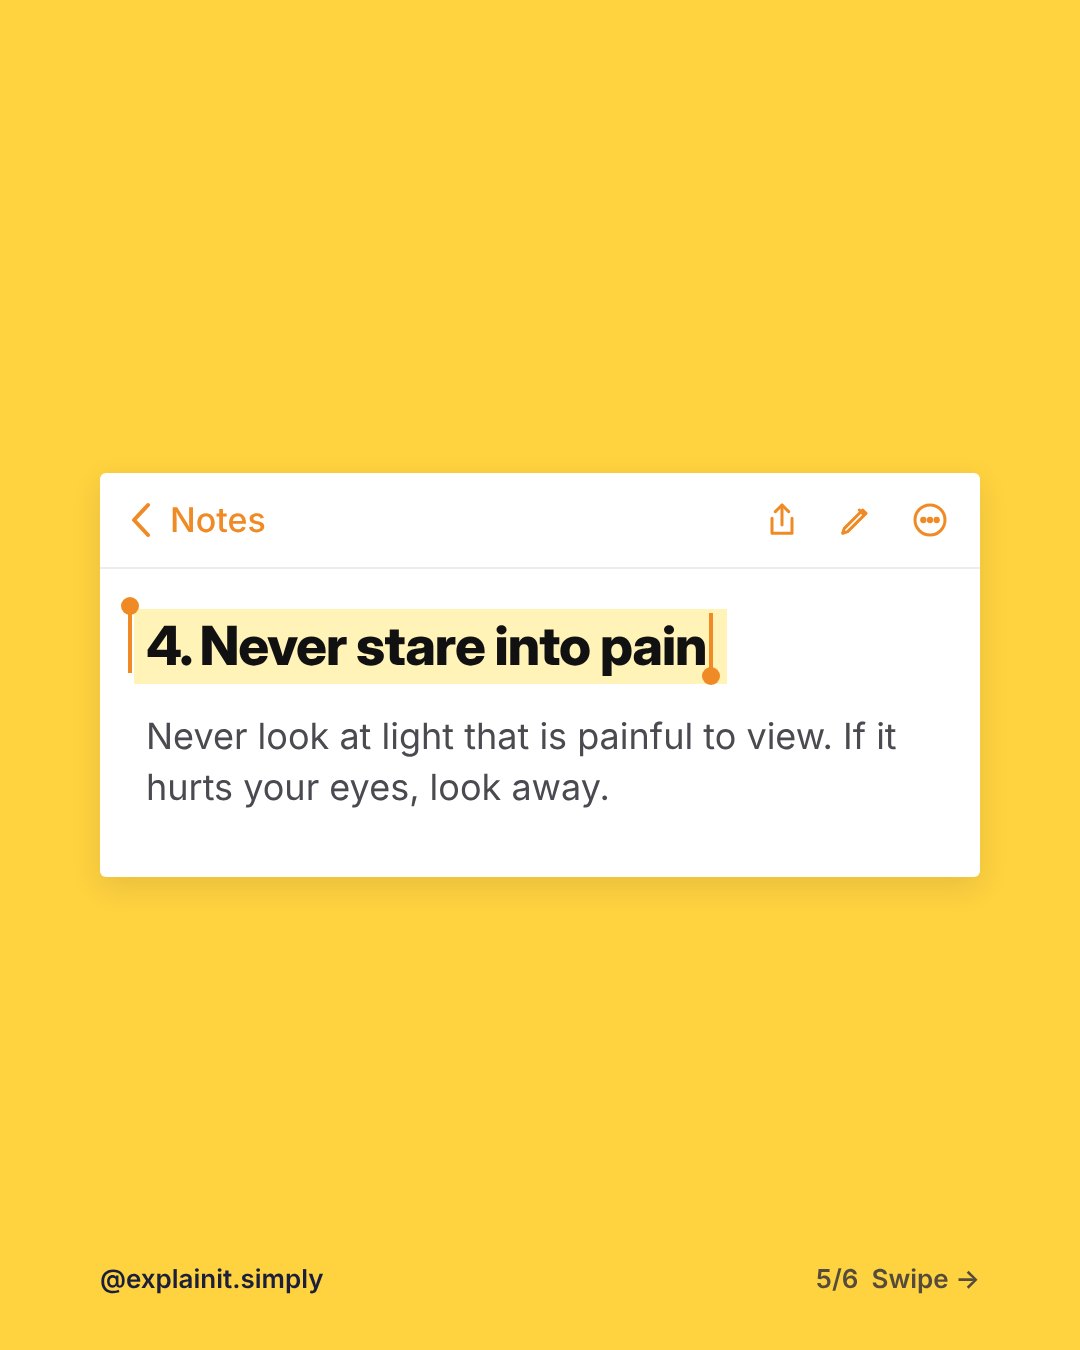 Notes
4. Never stare into pain
Never look at light that is painful to view. If it
hurts your eyes, look away.
@explainit.simply
5/6 Swipe →